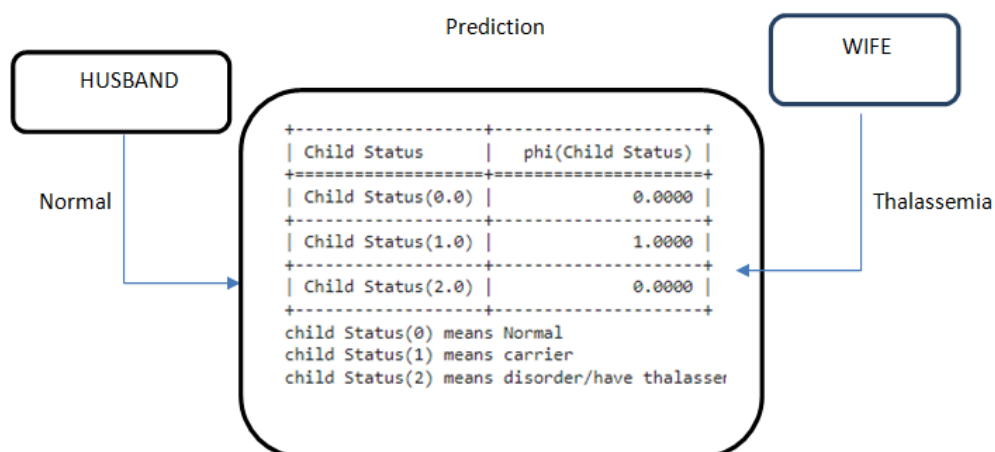 Prediction
HUSBAND
WIFE
Normal
Thalassemia
+-------------------+----------------------+
| Child Status      |   phi(Child Status) |
+===================+======================+
| Child Status(0.0) |              0.0000 |
+-------------------+----------------------+
| Child Status(1.0) |              1.0000 |
+-------------------+----------------------+
| Child Status(2.0) |              0.0000 |
+-------------------+----------------------+
child Status(0) means Normal
child Status(1) means carrier
child Status(2) means disorder/have thalasse